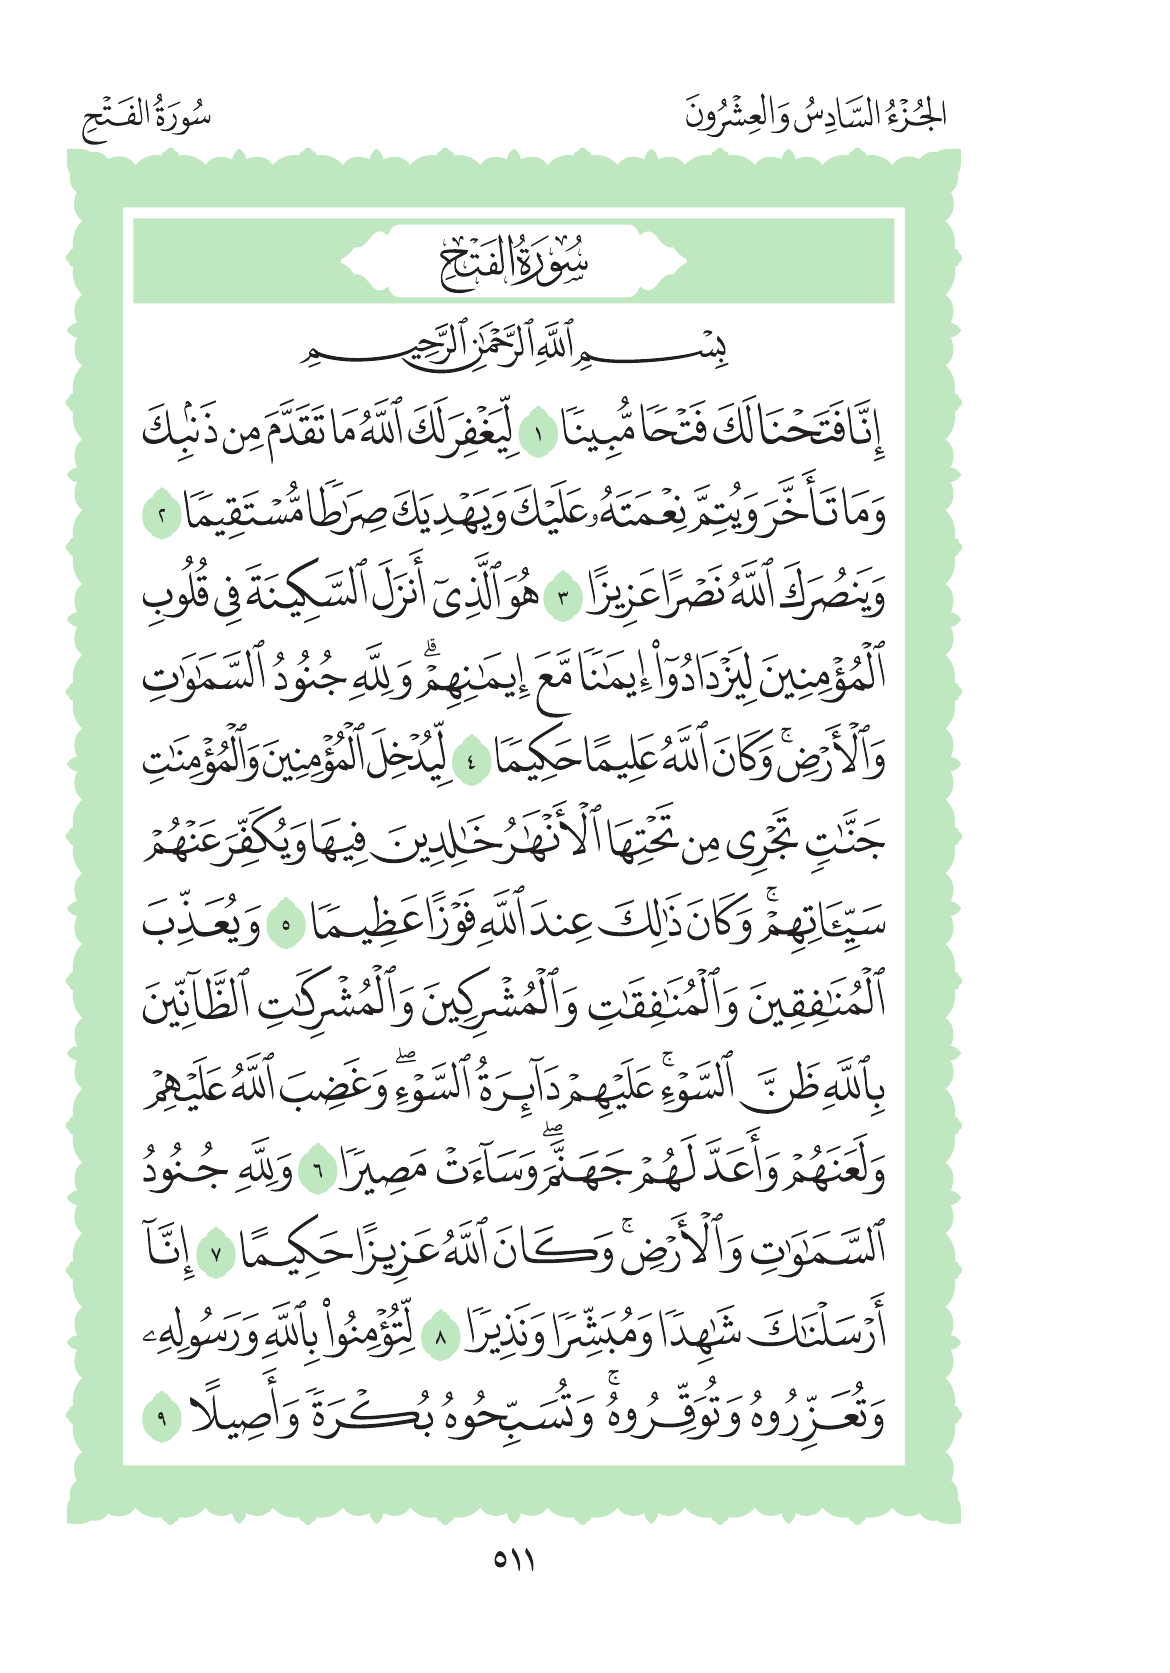 الجُزْءُ السَّادِسُ وَالعِشْرُونَ
سُورَةُ الفَتْحِ
سُورَةُ الفَتْحِ
بِسْمِ ٱللَّهِ ٱلرَّحْمَٰنِ ٱلرَّحِيمِ
إِنَّا فَتَحْنَا لَكَ فَتْحًا مُّبِينًا ١ لِّيَغْفِرَ لَكَ ٱللَّهُ مَا تَقَدَّمَ مِن ذَنۢبِكَ
وَمَا تَأَخَّرَ وَيُتِمَّ نِعْمَتَهُۥ عَلَيْكَ وَيَهْدِيَكَ صِرَٰطًا مُّسْتَقِيمًا ٢
وَيَنصُرَكَ ٱللَّهُ نَصْرًا عَزِيزًا ٣ هُوَ ٱلَّذِىٓ أَنزَلَ ٱلسَّكِينَةَ فِى قُلُوبِ
ٱلْمُؤْمِنِينَ لِيَزْدَادُوٓا۟ إِيمَٰنًا مَّعَ إِيمَٰنِهِمْ ۗ وَلِلَّهِ جُنُودُ ٱلسَّمَٰوَٰتِ
وَٱلْأَرْضِ ۚ وَكَانَ ٱللَّهُ عَلِيمًا حَكِيمًا ٤ لِّيُدْخِلَ ٱلْمُؤْمِنِينَ وَٱلْمُؤْمِنَٰتِ
جَنَّٰتٍ تَجْرِى مِن تَحْتِهَا ٱلْأَنْهَٰرُ خَٰلِدِينَ فِيهَا وَيُكَفِّرَ عَنْهُمْ
سَيِّـَٔاتِهِمْ ۚ وَكَانَ ذَٰلِكَ عِندَ ٱللَّهِ فَوْزًا عَظِيمًا ٥ وَيُعَذِّبَ
ٱلْمُنَٰفِقِينَ وَٱلْمُنَٰفِقَٰتِ وَٱلْمُشْرِكِينَ وَٱلْمُشْرِكَٰتِ ٱلظَّآنِّينَ
بِٱللَّهِ ظَنَّ ٱلسَّوْءِ ۚ عَلَيْهِمْ دَآئِرَةُ ٱلسَّوْءِ ۖ وَغَضِبَ ٱللَّهُ عَلَيْهِمْ
وَلَعَنَهُمْ وَأَعَدَّ لَهُمْ جَهَنَّمَ ۖ وَسَآءَتْ مَصِيرًا ٦ وَلِلَّهِ جُنُودُ
ٱلسَّمَٰوَٰتِ وَٱلْأَرْضِ ۚ وَكَانَ ٱللَّهُ عَزِيزًا حَكِيمًا ٧ إِنَّآ
أَرْسَلْنَٰكَ شَٰهِدًا وَمُبَشِّرًا وَنَذِيرًا ٨ لِّتُؤْمِنُوا۟ بِٱللَّهِ وَرَسُولِهِۦ
وَتُعَزِّرُوهُ وَتُوَقِّرُوهُ ۚ وَتُسَبِّحُوهُ بُكْرَةً وَأَصِيلًا ٩
٥١١